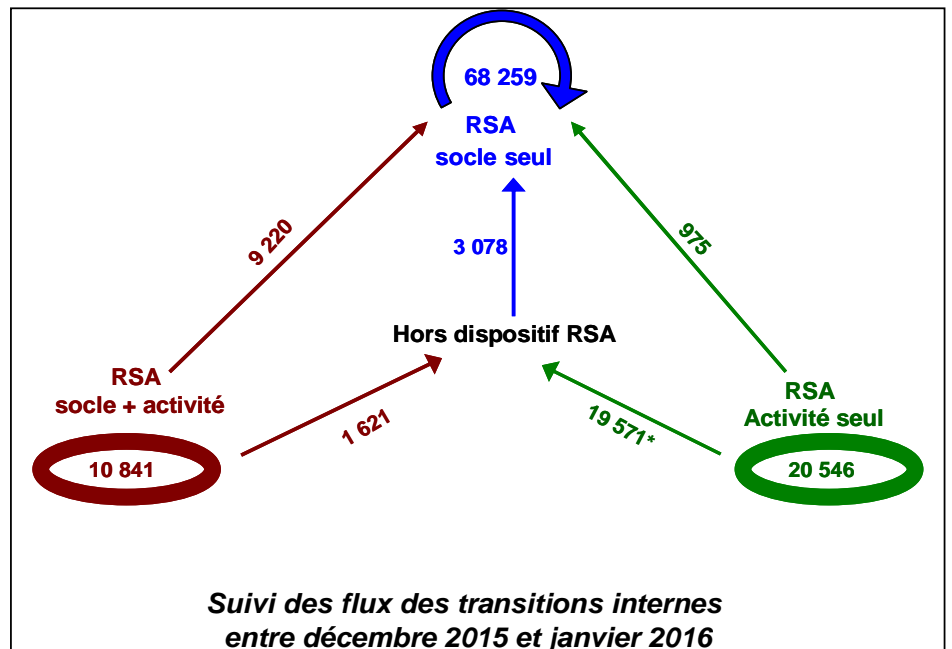 68 259
RSA
socle seul
9 220
975
3 078
Hors dispositif RSA
RSA
socle + activité
RSA
Activité seul
1 621
19 571*
10 841
20 546
Suivi des flux des transitions internes
entre décembre 2015 et janvier 2016